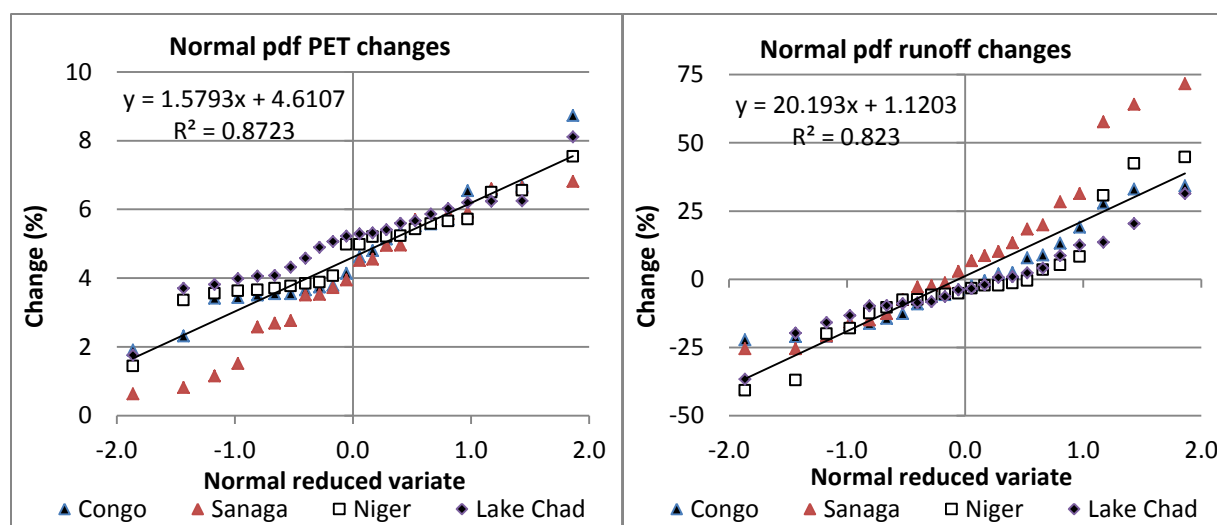 Normal pdf PET changes
y = 1.5793x + 4.6107
R² = 0.8723
Change (%)
10
8
6
4
2
0
-2.0 -1.0 0.0 1.0 2.0
Normal reduced variate
Congo Sanaga Niger Lake Chad
Normal pdf runoff changes
y = 20.193x + 1.1203
R² = 0.823
Change (%)
75
50
25
0
-25
-50
-2.0 -1.0 0.0 1.0 2.0
Normal reduced variate
Congo Sanaga Niger Lake Chad